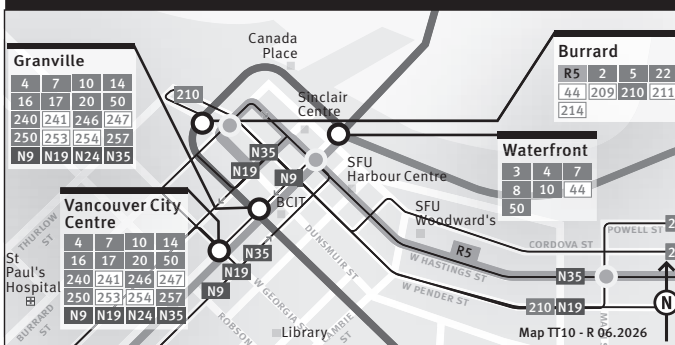 Granville
4 7 10 14
16 17 20 50
240 241 246 247
250 253 254 257
N9 N19 N24 N35
Canada
Place
Burrard
R5 2 5 22
44 209 210 211
214
210
Sinclair
Centre
N35
N19
N9
SFU
Harbour Centre
Waterfront
3 4 7
8 10 44
50
Vancouver City
Centre
4 7 10 14
16 17 20 50
240 241 246 247
250 253 254 257
N9 N19 N24 N35
BCIT
SFU
Woodward's
THURLOW
ST
St
Paul's
Hospital
BURRARD
ST
N35
N19
N9
DUNSMUIR ST
W GEORGIA ST
ROBSON
Library
R5
W HASTINGS ST
W PENDER ST
CORDOVA ST
POWELL ST
N35
210 N19
N
Map TT10 - R 06.2026